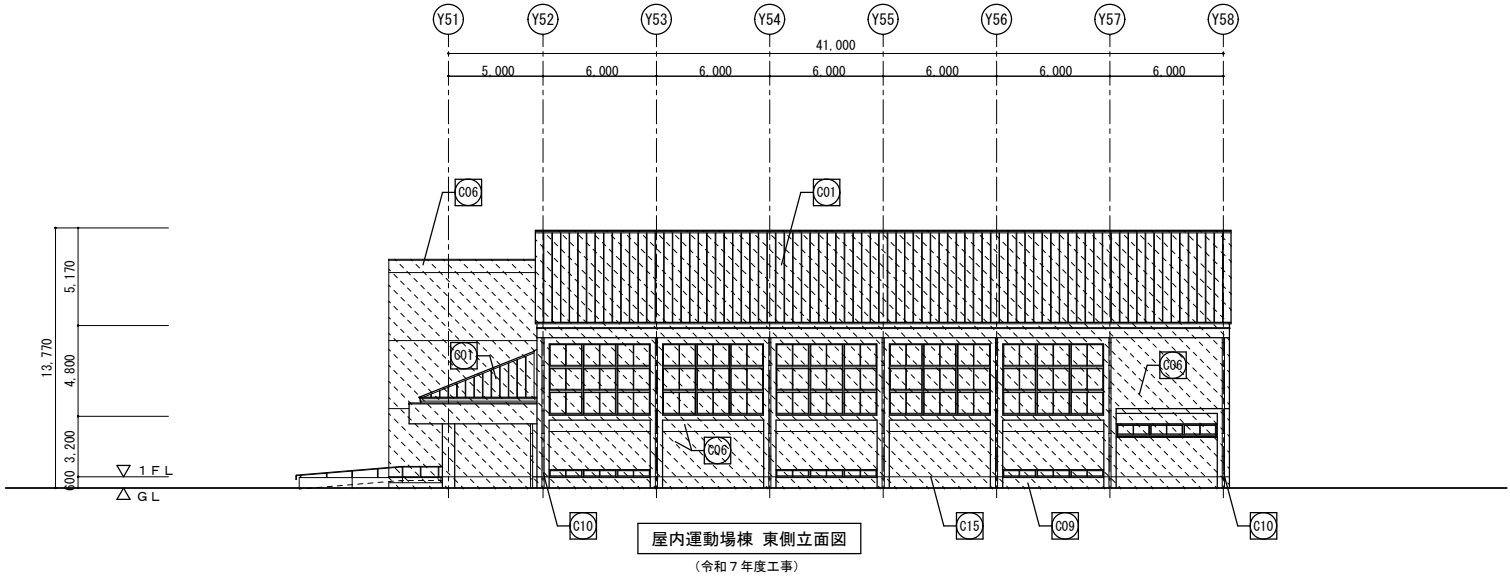 Y51 Y52 Y53 Y54 Y55 Y56 Y57 Y58
41,000
5,000 6,000 6,000 6,000 6,000 6,000 6,000
C06 C01
13,770
5,170
4,800
3,200
600
C01
C06
C06
▽ 1FL
△ GL
C10 C15 C09 C10
屋内運動場棟 東側立面図
(令和7年度工事)